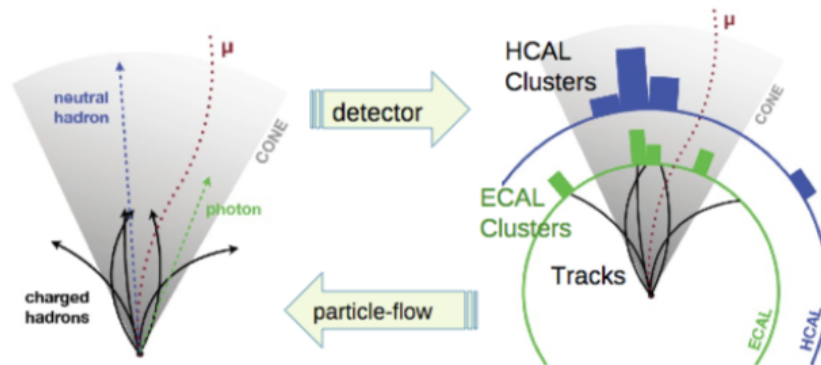 μ
neutral
hadron
CONE
photon
charged
hadrons
detector
particle-flow
HCAL
Clusters
μ
CONE
ECAL
Clusters
Tracks
ECAL
HCAL